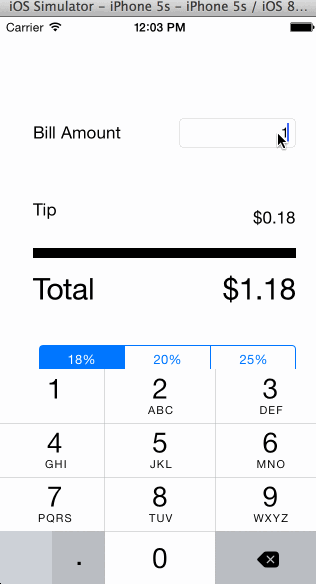 iOS Simulator – iPhone 5s – iPhone 5s / iOS 8...
Carrier 12:03 PM
Bill Amount 1
Tip $0.18
Total $1.18
18% 20% 25%
1 2 3
ABC DEF
4 5 6
GHI JKL MNO
7 8 9
PQRS TUV WXYZ
. 0